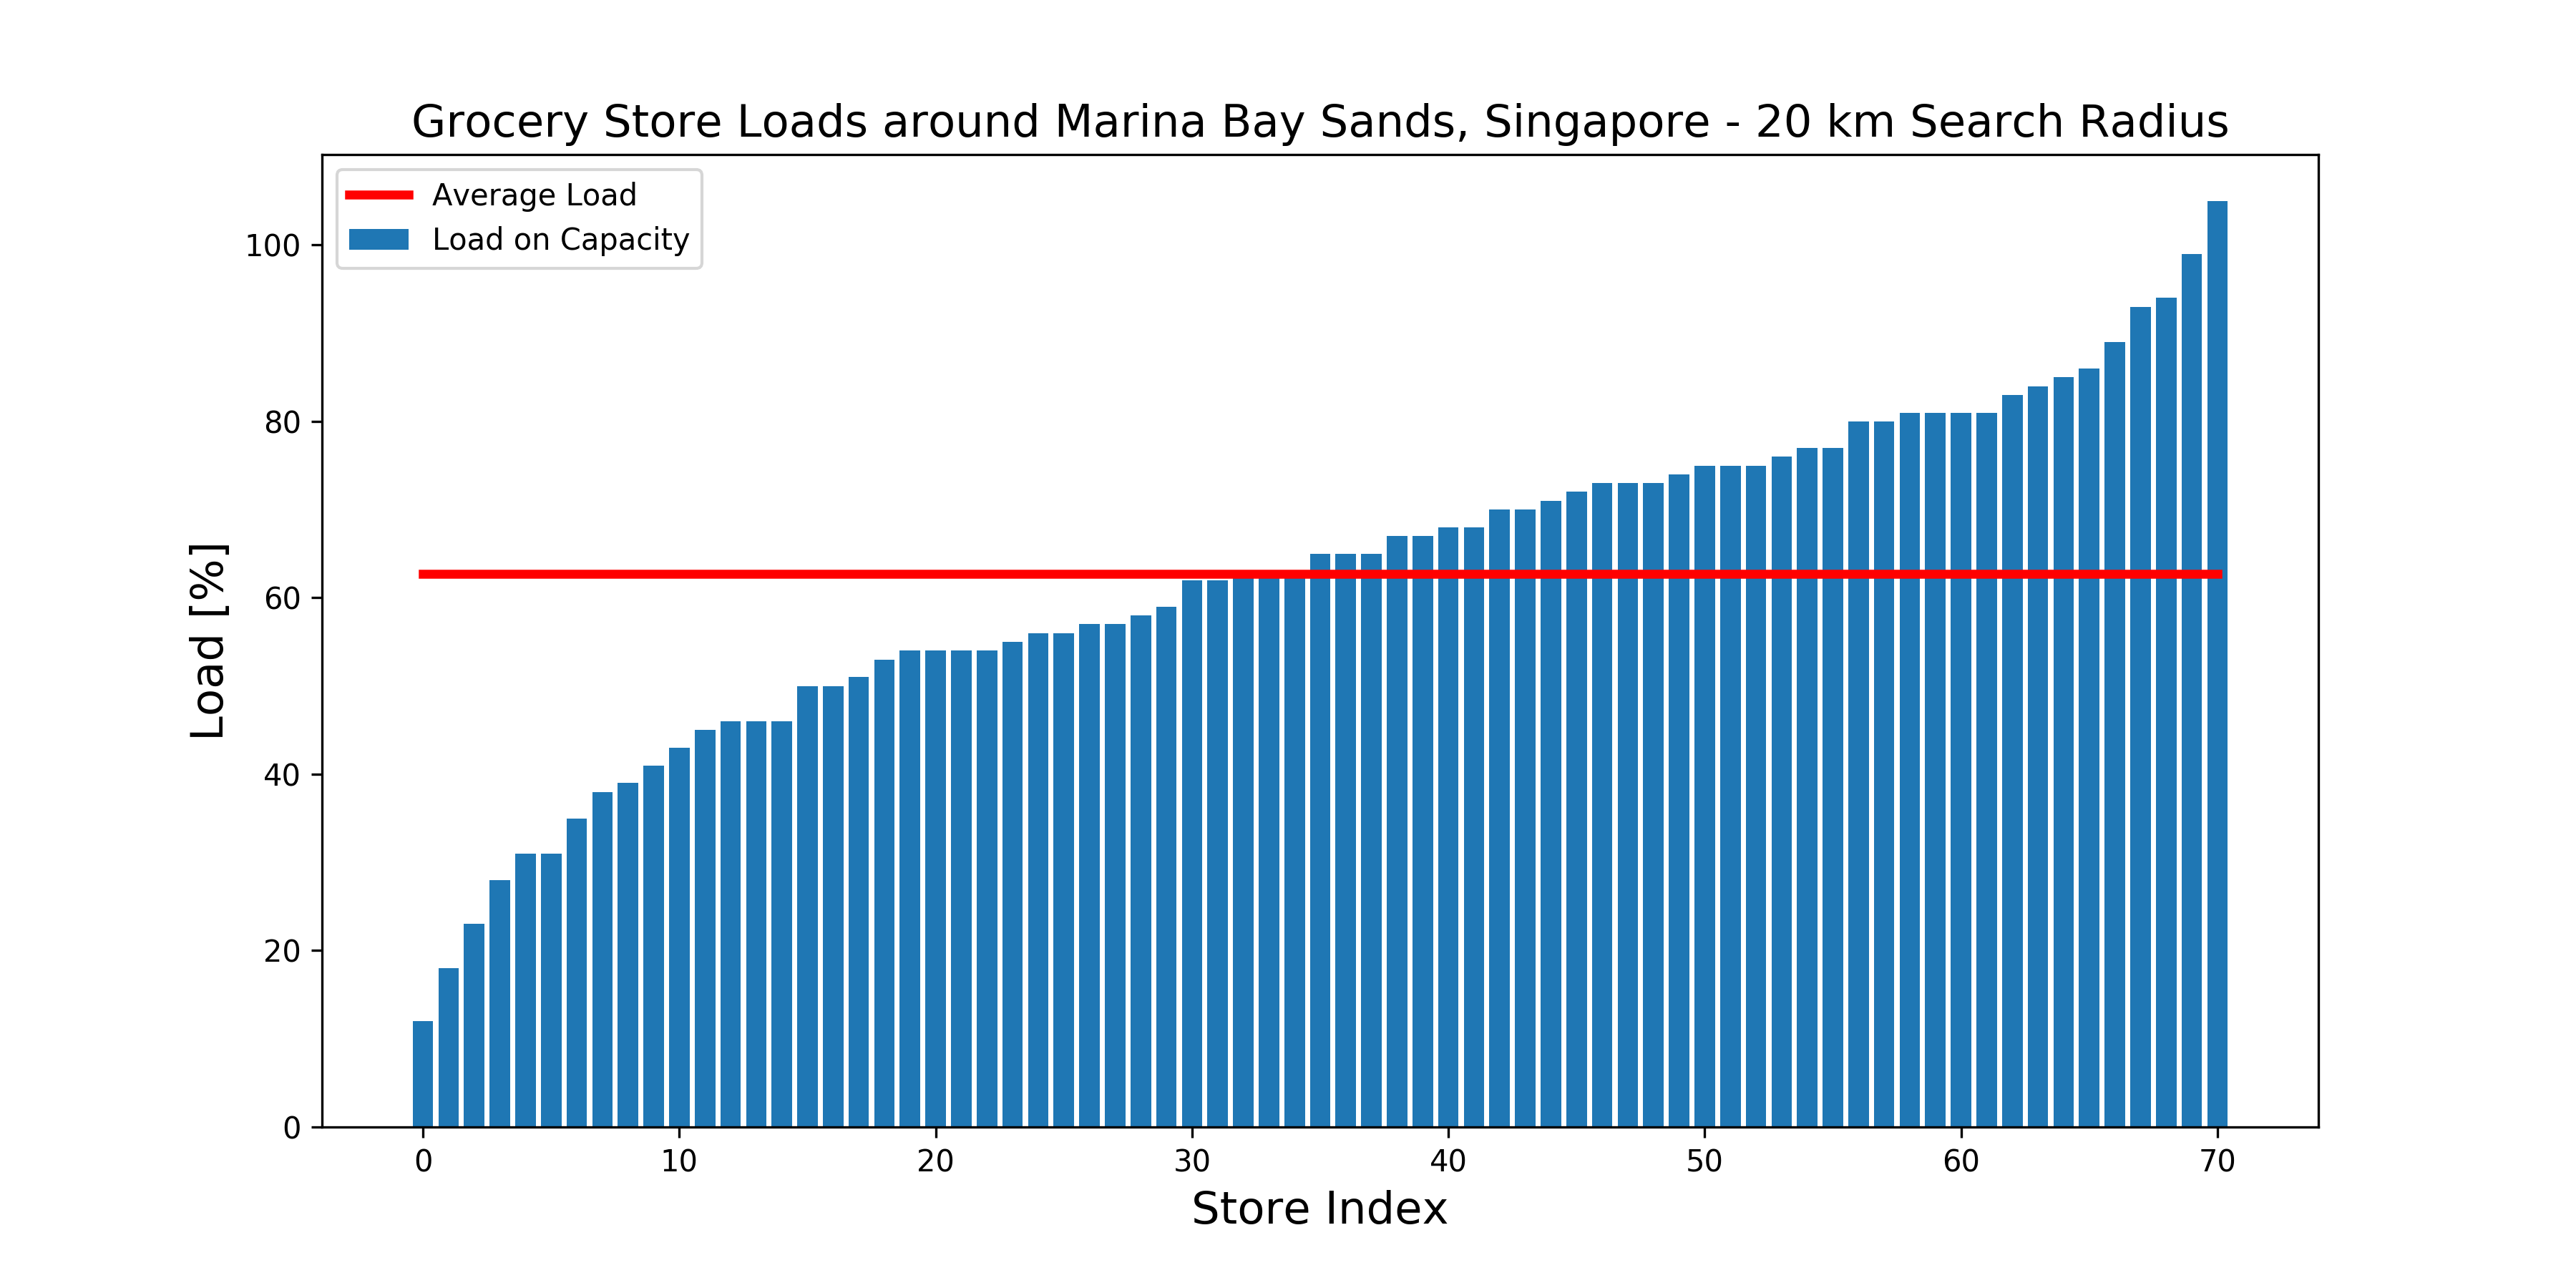 Grocery Store Loads around Marina Bay Sands, Singapore - 20 km Search Radius
Average Load
Load on Capacity
100
80
60
40
20
0
Load [%]
0 10 20 30 40 50 60 70
Store Index